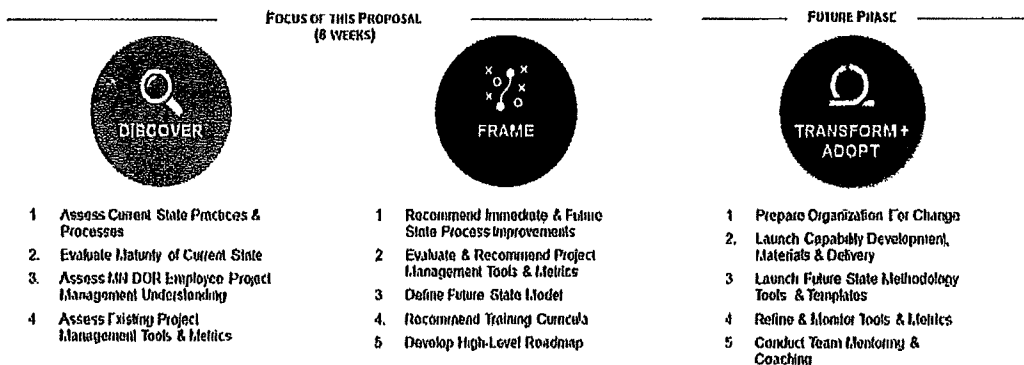 FOCUS OF THIS PROPOSAL
(8 WEEKS)
DISCOVER
1 Assess Current State Practices &
Processes
2. Evaluate Maturity of Current State
3. Assess MN DOR Employee Project
Management Understanding
4 Assess Existing Project
Management Tools & Metrics
FRAME
1 Recommend Immediate & Future
State Process Improvements
2 Evaluate & Recommend Project
Management Tools & Metrics
3 Define Future State Model
4. Recommend Training Curricula
5 Develop High-Level Roadmap
FUTURE PHASE
TRANSFORM +
ADOPT
1 Prepare Organization For Change
2. Launch Capability Development,
Materials & Delivery
3 Launch Future State Methodology
Tools & Templates
4 Refine & Monitor Tools & Metrics
5 Conduct Team Mentoring &
Coaching